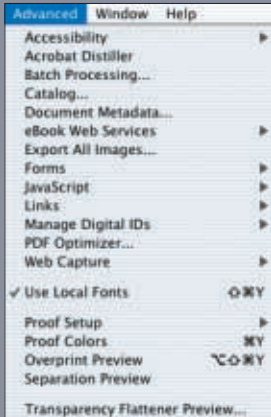 Advanced Window Help
Accessibility
Acrobat Distiller
Batch Processing...
Catalog...
Document Metadata...
eBook Web Services
Export All Images...
Forms
JavaScript
Links
Manage Digital IDs
PDF Optimizer...
Web Capture
✓ Use Local Fonts ⇧⌘Y
Proof Setup
Proof Colors ⌘Y
Overprint Preview ⌥⇧⌘Y
Separation Preview
Transparency Flattener Preview...